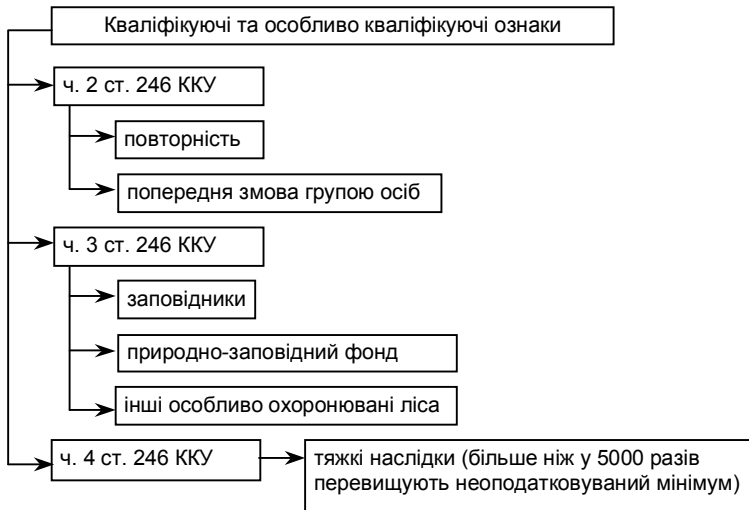 Кваліфікуючі та особливо кваліфікуючі ознаки
ч. 2 ст. 246 ККУ
повторність
попередня змова групою осіб
ч. 3 ст. 246 ККУ
заповідники
природно-заповідний фонд
інші особливо охоронювані ліса
ч. 4 ст. 246 ККУ
тяжкі наслідки (більше ніж у 5000 разів
перевищують неоподатковуваний мінімум)